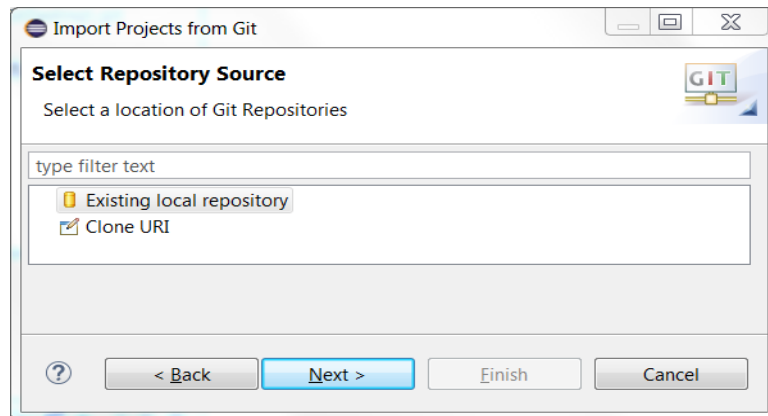 Import Projects from Git
Select Repository Source
GIT
Select a location of Git Repositories
type filter text
Existing local repository
Clone URI
? < Back Next > Finish Cancel